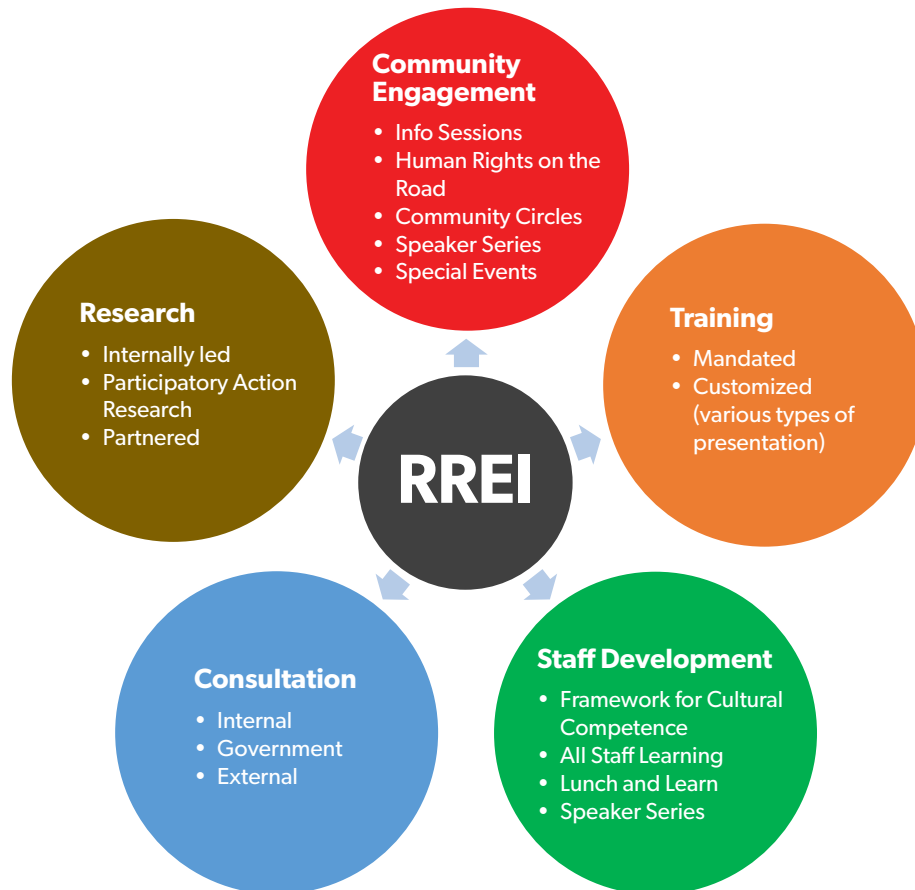 Community
Engagement
• Info Sessions
• Human Rights on the
Road
• Community Circles
• Speaker Series
• Special Events
Research
• Internally led
• Participatory Action
Research
• Partnered
Training
• Mandated
• Customized
(various types of
presentation)
RREI
Consultation
• Internal
• Government
• External
Staff Development
• Framework for Cultural
Competence
• All Staff Learning
• Lunch and Learn
• Speaker Series